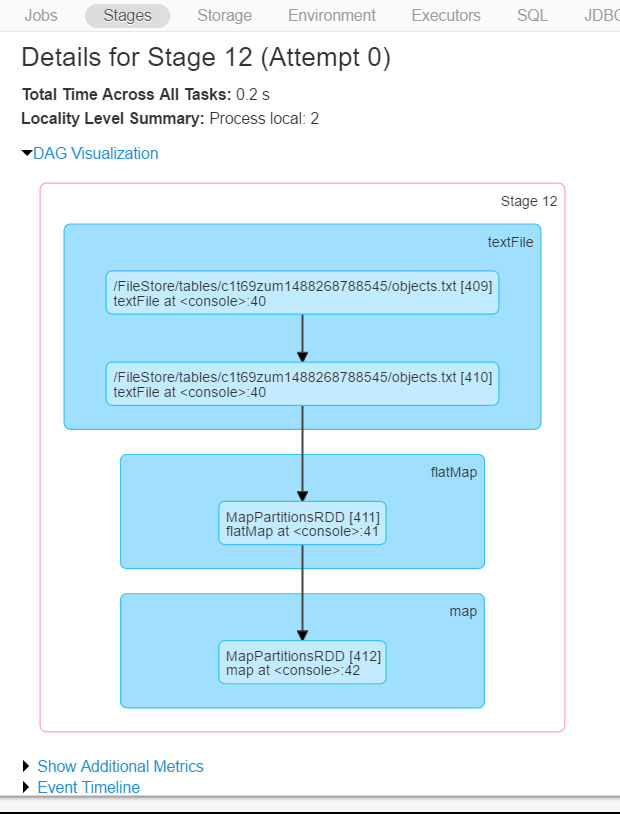 Jobs Stages Storage Environment Executors SQL JDBC
Details for Stage 12 (Attempt 0)
Total Time Across All Tasks: 0.2 s
Locality Level Summary: Process local: 2
DAG Visualization
Stage 12
textFile
/FileStore/tables/c1t69zum1488268788545/objects.txt [409]
textFile at <console>:40
/FileStore/tables/c1t69zum1488268788545/objects.txt [410]
textFile at <console>:40
flatMap
MapPartitionsRDD [411]
flatMap at <console>:41
map
MapPartitionsRDD [412]
map at <console>:42
Show Additional Metrics
Event Timeline